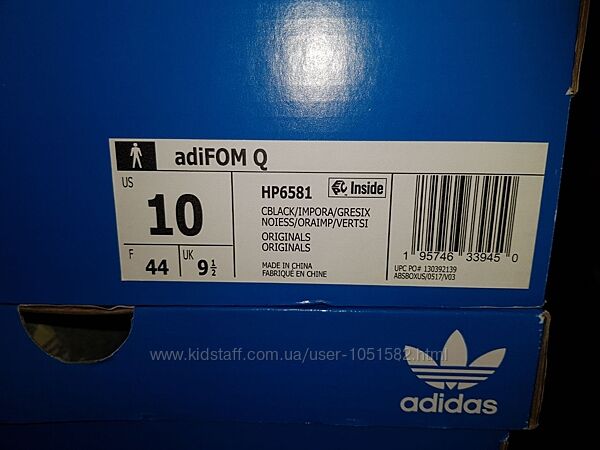 adiFOM Q
US
10
F
44
UK
9 ½
HP6581
Inside
CBLACK/IMPORA/GRESIX
NOIESS/ORAIMP/VERTSI
ORIGINALS
ORIGINALS
MADE IN CHINA
FABRIQUÉ EN CHINE
1 95746 33945 0
UPC PO# 130392139
ABSBOXUS/0517/V03
www.kidstaff.com.ua/user-1051582.html
adidas